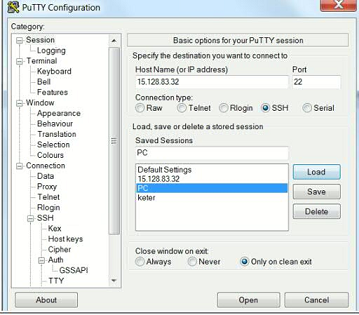 PuTTY Configuration
Category:
Session
Logging
Terminal
Keyboard
Bell
Features
Window
Appearance
Behaviour
Translation
Selection
Colours
Connection
Data
Proxy
Telnet
Rlogin
SSH
Kex
Host keys
Cipher
Auth
GSSAPI
TTY
Basic options for your PuTTY session
Specify the destination you want to connect to
Host Name (or IP address) Port
15.128.83.32 22
Connection type:
Raw Telnet Rlogin SSH Serial
Load, save or delete a stored session
Saved Sessions
PC
Default Settings
15.128.83.32
PC
keter
Load
Save
Delete
Close window on exit:
Always Never Only on clean exit
About Open Cancel